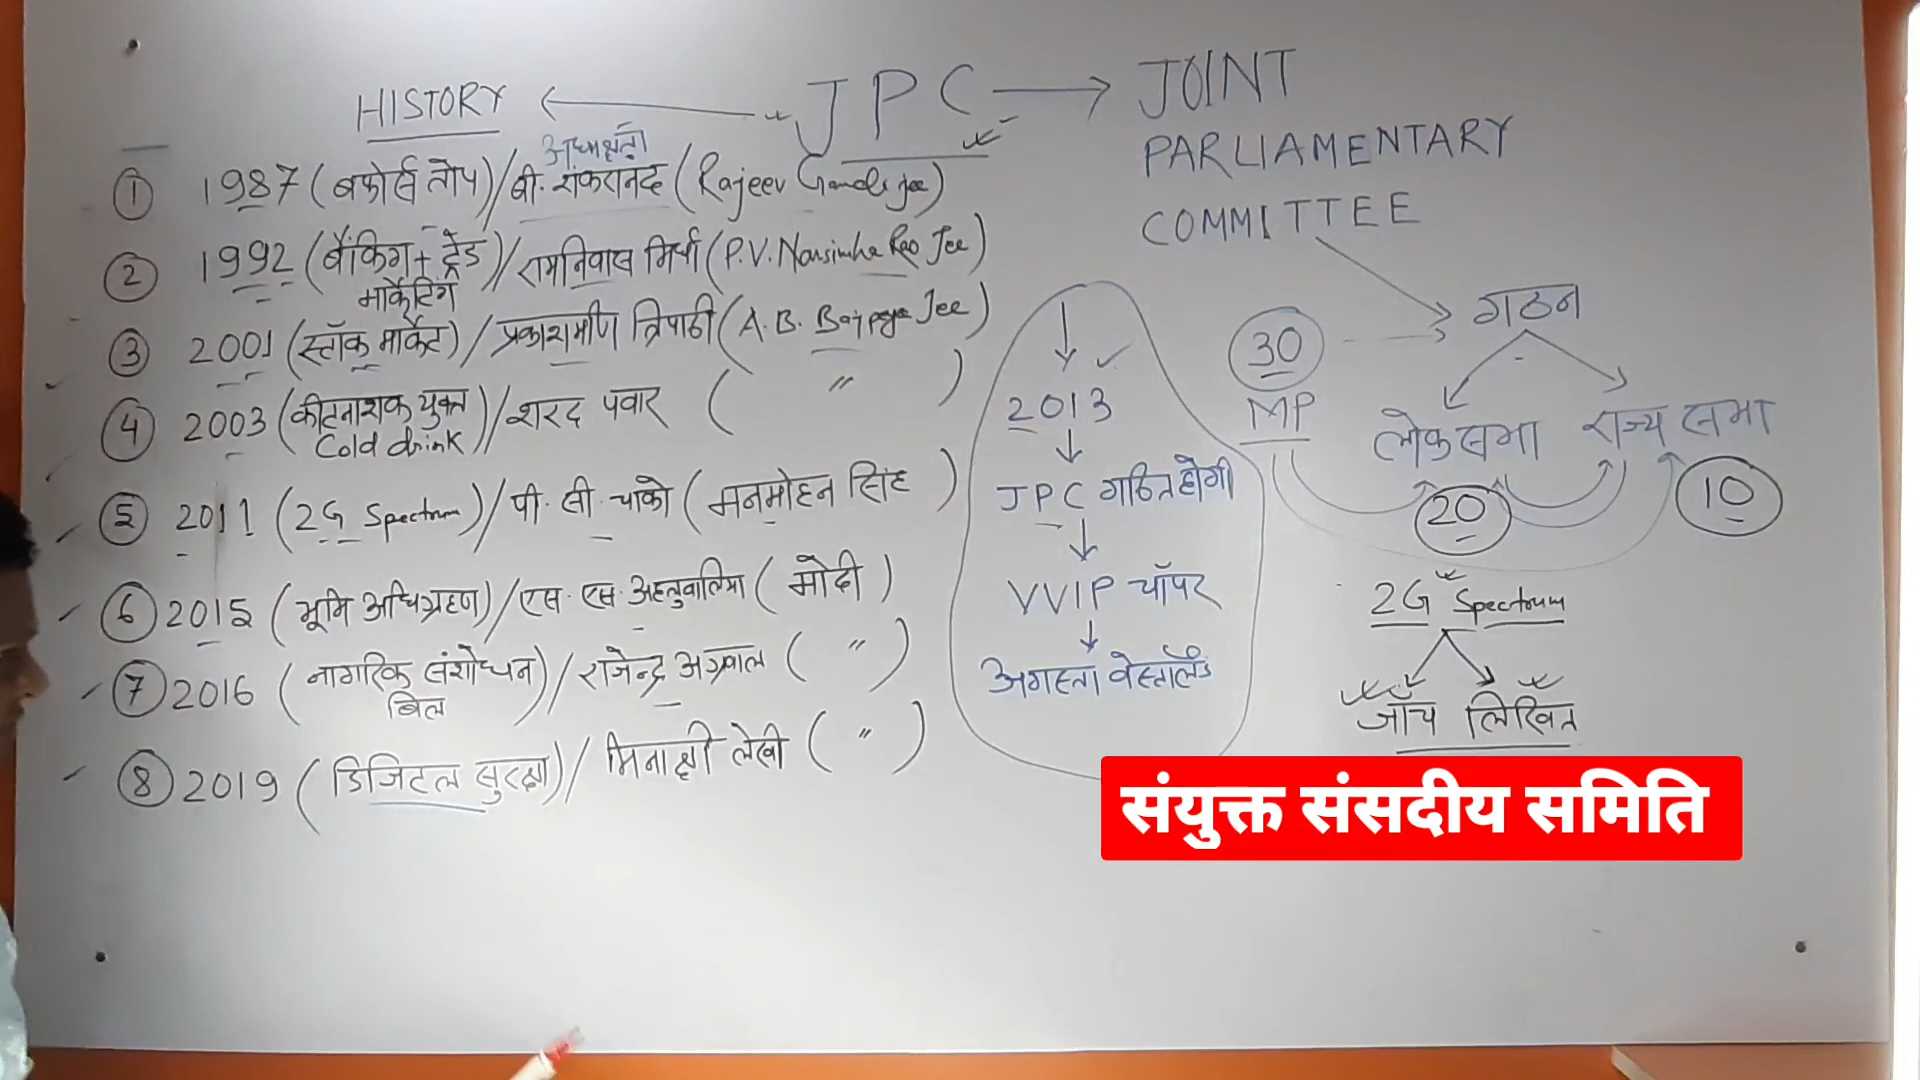 HISTORY ← JPC → JOINT
PARLIAMENTARY
COMMITTEE
अध्यक्षता
① 1987 (बफोर्स तोप) / बी. शंकरानंद (Rajeev Gandhi jee)
② 1992 (बैंकिंग + ट्रेड / रामनिवास मिर्धा (P.V. Narsimha Rao Jee)
मार्केटिंग
③ 2001 (स्टॉक मार्केट) / प्रकाशमणि त्रिपाठी (A. B. Bajpaye Jee)
④ 2003 (कीटनाशक युक्त / शरद पवार ( " )
Cold drink)
⑤ 2011 (2G Spectrum) / पी. सी. चाको (मनमोहन सिंह)
⑥ 2015 (भूमि अधिग्रहण) / एस. एस. अहलुवालिया (मोदी)
⑦ 2016 (नागरिक संशोधन / राजेन्द्र अग्रवाल ( " )
बिल)
⑧ 2019 (डिजिटल सुरक्षा) / मिनाक्षी लेखी ( " )
2013
JPC गठित होगी
VVIP चॉपर
अगस्ता वेस्तालैंड
गठन
30
MP
लोकसभा राज्य सभा
20
10
2G Spectrum
जाँच लिखित
संयुक्त संसदीय समिति